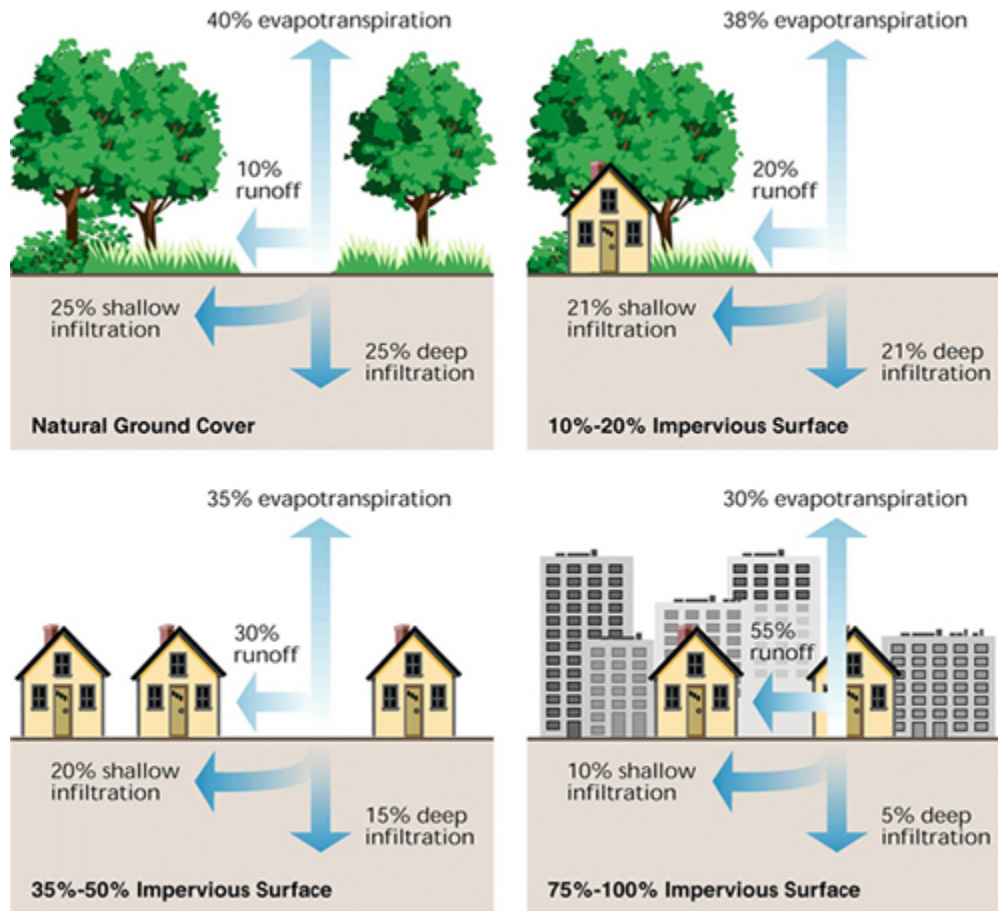 40% evapotranspiration
10%
runoff
25% shallow
infiltration
25% deep
infiltration
Natural Ground Cover
38% evapotranspiration
20%
runoff
21% shallow
infiltration
21% deep
infiltration
10%-20% Impervious Surface
35% evapotranspiration
30%
runoff
20% shallow
infiltration
15% deep
infiltration
35%-50% Impervious Surface
30% evapotranspiration
55%
runoff
10% shallow
infiltration
5% deep
infiltration
75%-100% Impervious Surface